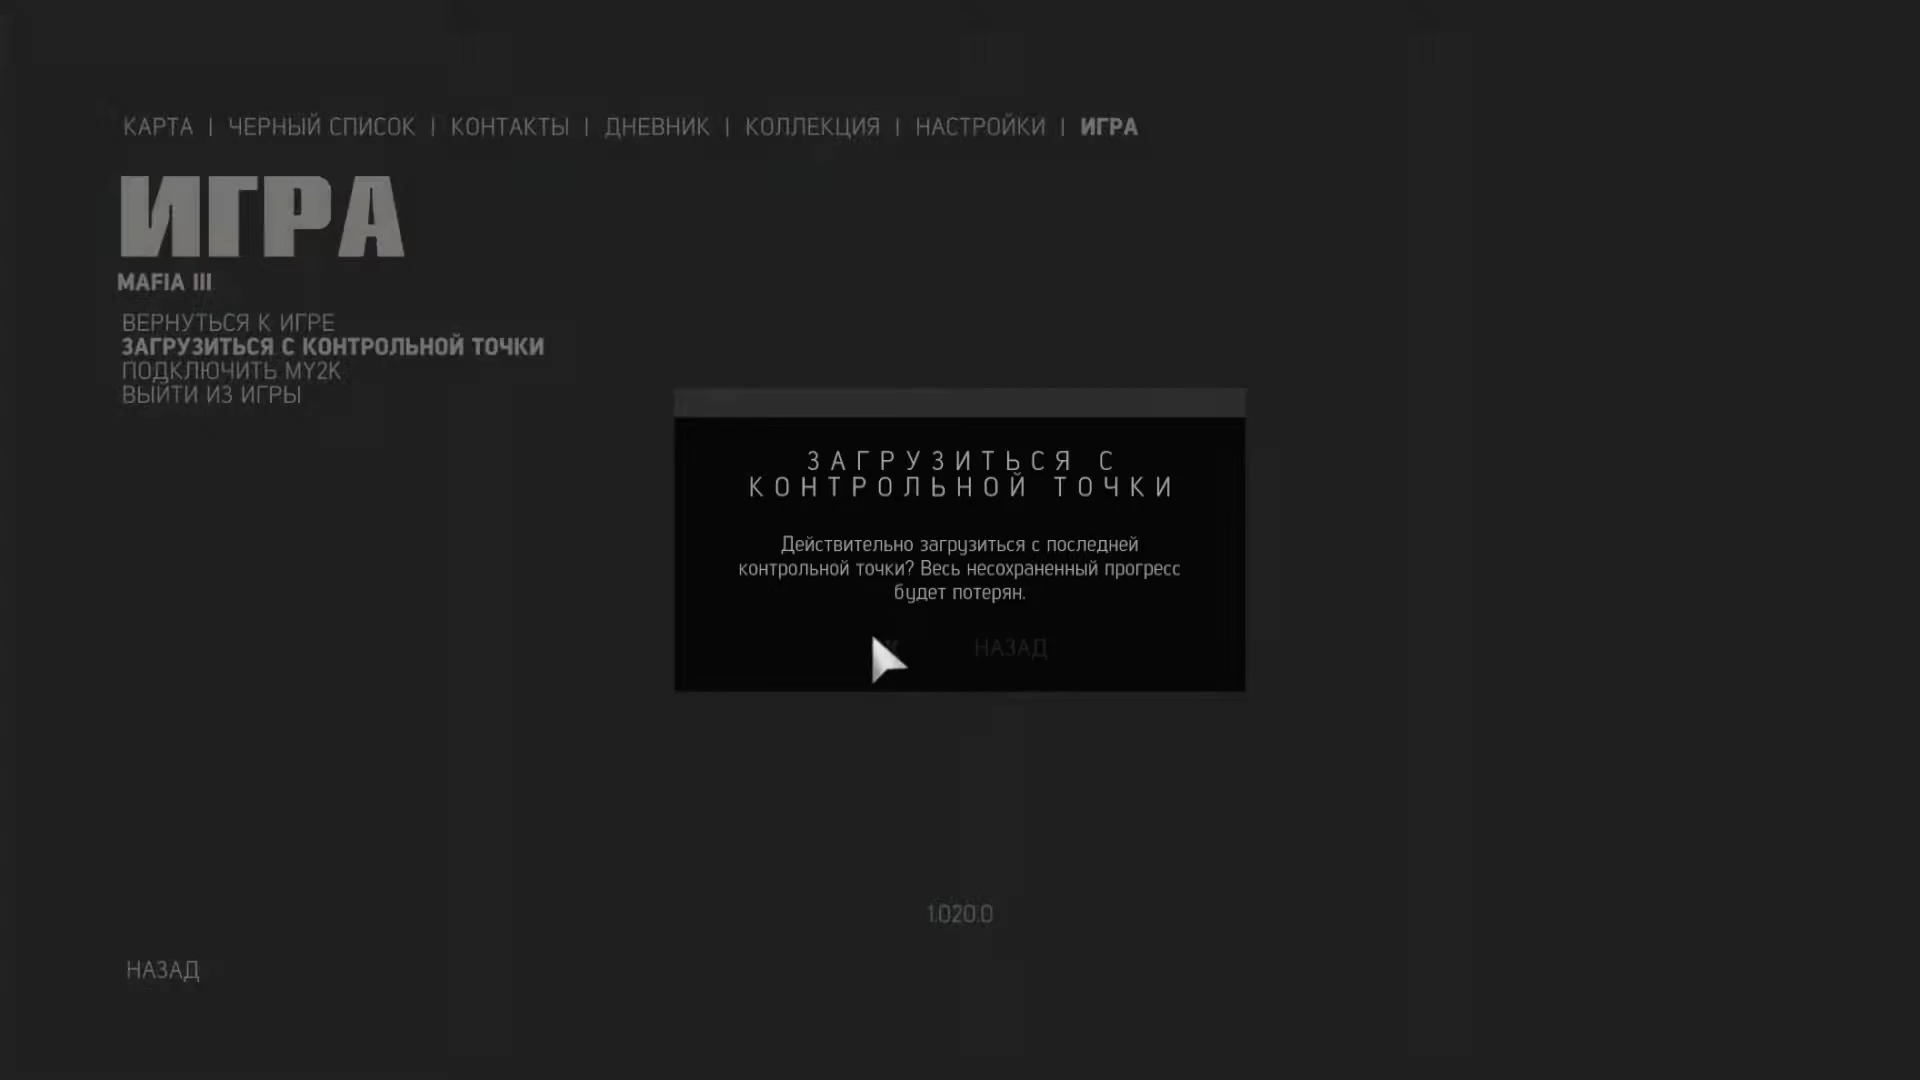 КАРТА | ЧЕРНЫЙ СПИСОК | КОНТАКТЫ | ДНЕВНИК | КОЛЛЕКЦИЯ | НАСТРОЙКИ | ИГРА
ИГРА
MAFIA III
ВЕРНУТЬСЯ К ИГРЕ
ЗАГРУЗИТЬСЯ С КОНТРОЛЬНОЙ ТОЧКИ
ПОДКЛЮЧИТЬ MY2K
ВЫЙТИ ИЗ ИГРЫ
ЗАГРУЗИТЬСЯ С
КОНТРОЛЬНОЙ ТОЧКИ
Действительно загрузиться с последней
контрольной точки? Весь несохраненный прогресс
будет потерян.
НАЗАД
1.020.0
НАЗАД